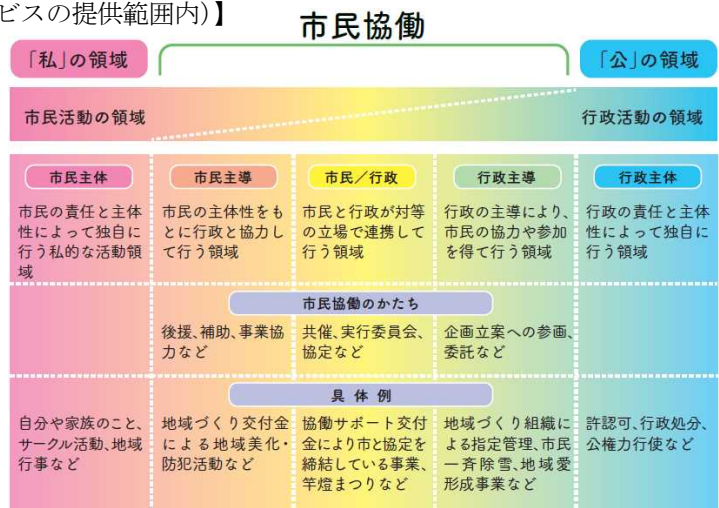 ビスの提供範囲内)】
市民協働
「私」の領域
「公」の領域
市民活動の領域
行政活動の領域
市民主体
市民主導
市民／行政
行政主導
行政主体
市民の責任と主体
性によって独自に
行う私的な活動領
域
市民の主体性をも
とに行政と協力し
て行う領域
市民と行政が対等
の立場で連携して
行う領域
行政の主導により、
市民の協力や参加
を得て行う領域
行政の責任と主体
性によって独自に
行う領域
市民協働のかたち
後援、補助、事業協
力など
共催、実行委員会、
協定など
企画立案への参画、
委託など
具体例
自分や家族のこと、
サークル活動、地域
行事など
地域づくり交付金
による地域美化・
防犯活動など
協働サポート交付
金により市と協定を
締結している事業、
竿燈まつりなど
地域づくり組織に
よる指定管理、市民
一斉除雪、地域愛
形成事業など
許認可、行政処分、
公権力行使など